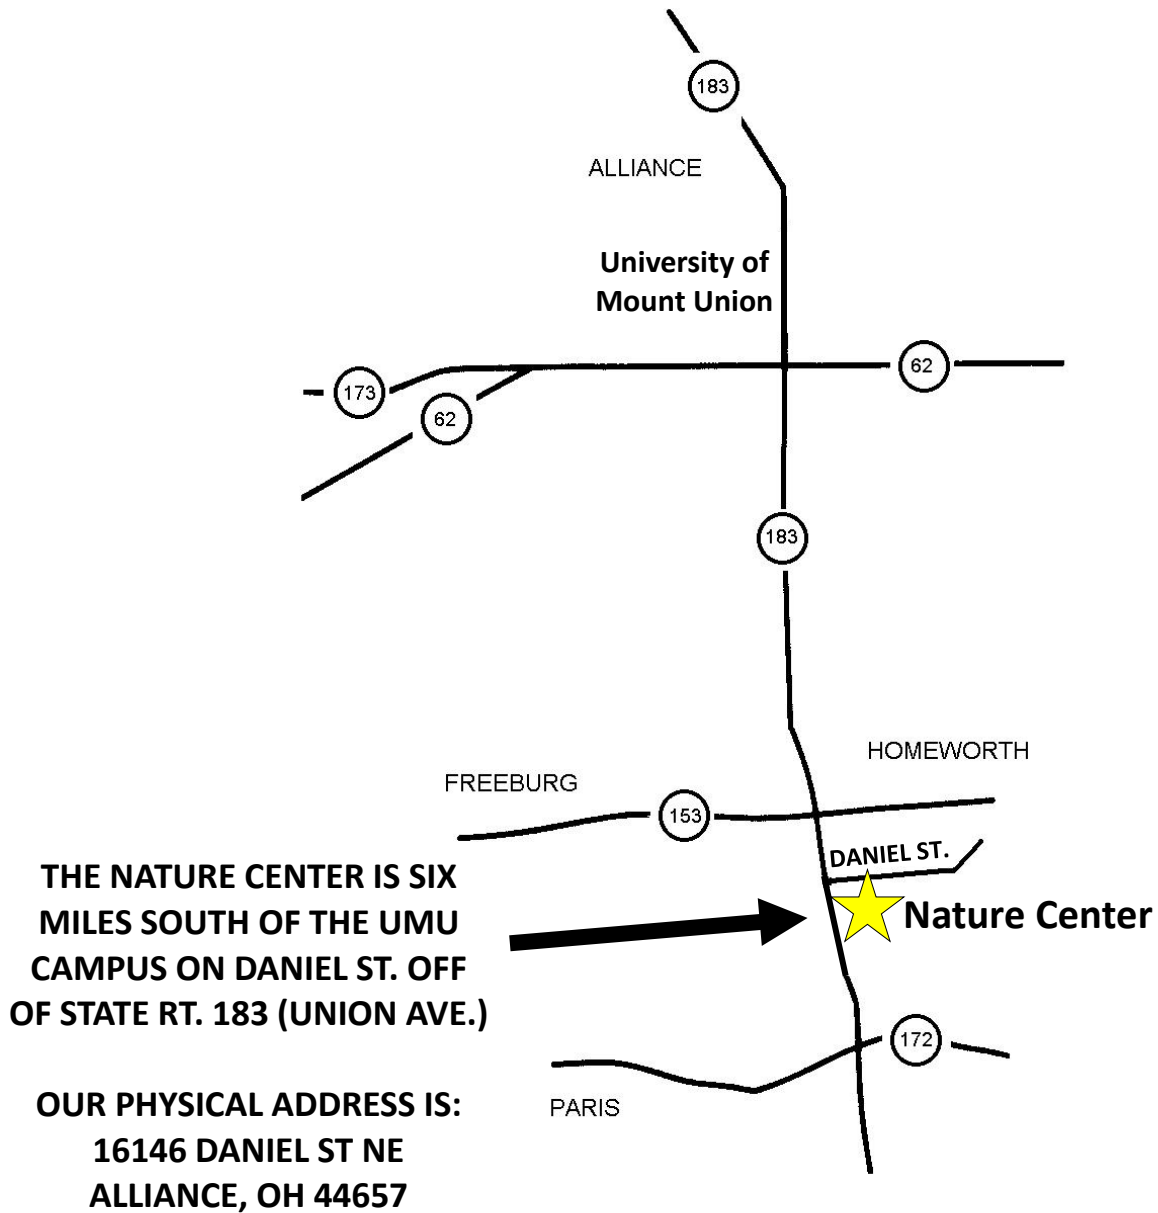 183
ALLIANCE
University of
Mount Union
62
173
62
183
HOMEWORTH
FREEBURG
153
DANIEL ST.
Nature Center
THE NATURE CENTER IS SIX
MILES SOUTH OF THE UMU
CAMPUS ON DANIEL ST. OFF
OF STATE RT. 183 (UNION AVE.)
172
PARIS
OUR PHYSICAL ADDRESS IS:
16146 DANIEL ST NE
ALLIANCE, OH 44657